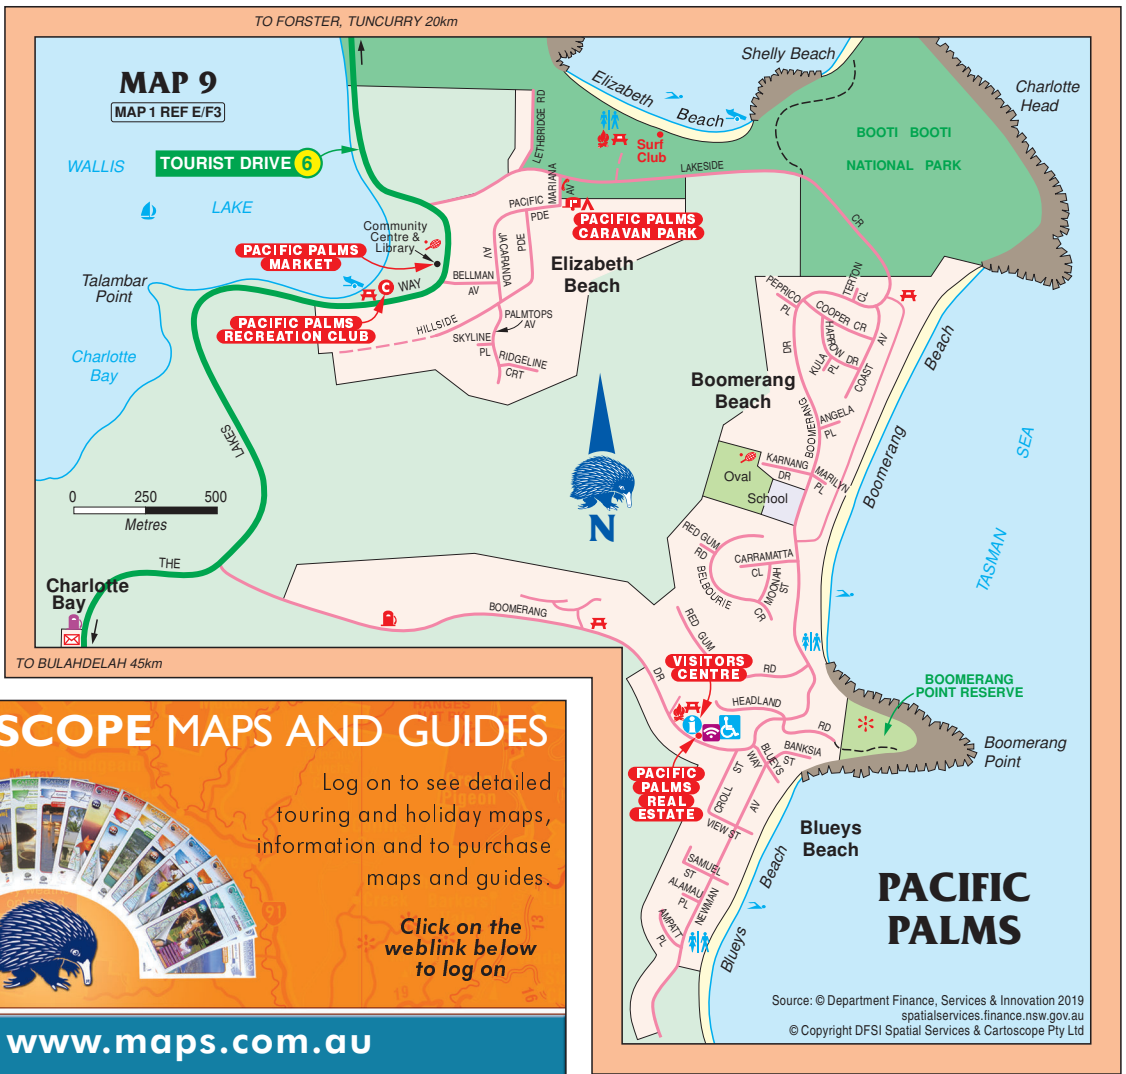 TO FORSTER, TUNCURRY 20km
MAP 9
MAP 1 REF E/F3
TOURIST DRIVE 6
WALLIS
LAKE
Shelly Beach
Elizabeth
Beach
Charlotte
Head
BOOTI BOOTI
NATIONAL PARK
Surf
Club
LETHBRIDGE RD
LAKESIDE
CR
MARIANA
AV
PACIFIC
PDE
PACIFIC PALMS
CARAVAN PARK
Community
Centre &
Library
PACIFIC PALMS
MARKET
JACARANDA
AV
PDE
BELLMAN
AV
Elizabeth
Beach
Talambar
Point
C
WAY
PACIFIC PALMS
RECREATION CLUB
HILLSIDE
PALMTOPS
AV
SKYLINE
PL
RIDGELINE
CRT
Charlotte
Bay
LAKES
TERTON
CL
PEPRICO
PL
COOPER CR
HARROW DR
KULA
PL
COAST
AV
DR
BOOMERANG
ANGELA
PL
Boomerang
Beach
Boomerang
Beach
KARNANG
DR
MARILYN
PL
Oval
School
TASMAN
SEA
0 250 500
Metres
N
THE
Charlotte
Bay
TO BULAHDELAH 45km
BOOMERANG
DR
RED GUM
RD
CARRAMATTA
CL
BELBOURIE
CR
MOONAH
ST
RED GUM
RD
VISITORS
CENTRE
HEADLAND
RD
BOOMERANG
POINT RESERVE
Boomerang
Point
i
BANKSIA
ST
BLUEYS
WAY
PACIFIC
PALMS
REAL
ESTATE
CROLL
ST
AV
VIEW ST
SAMUEL
ST
ALAMAU
PL
NEWMAN
AMPATT
PL
Blueys
Beach
Blueys
Beach
PACIFIC
PALMS
Source: © Department Finance, Services & Innovation 2019
spatialservices.finance.nsw.gov.au
© Copyright DFSI Spatial Services & Cartoscope Pty Ltd
SCOPE MAPS AND GUIDES
Log on to see detailed
touring and holiday maps,
information and to purchase
maps and guides.
Click on the
weblink below
to log on
91
13
19
16
www.maps.com.au